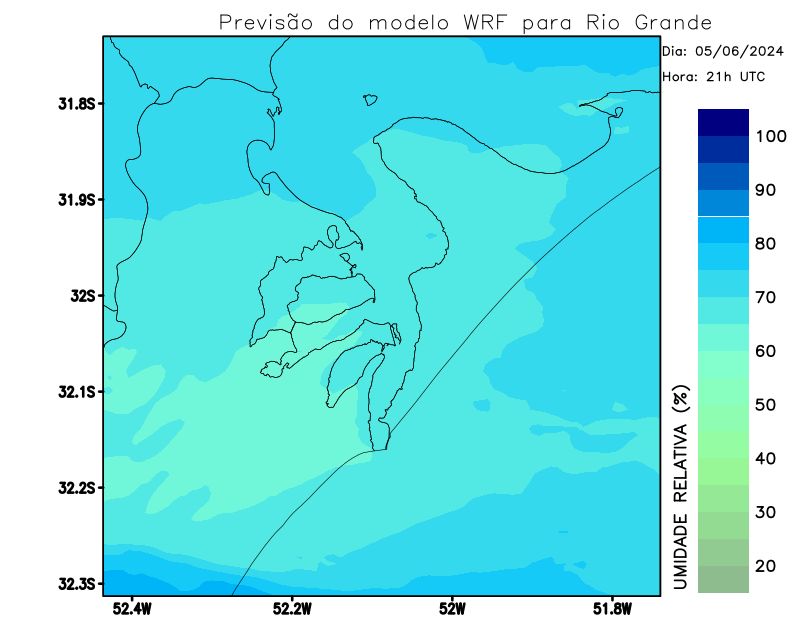 Previsão do modelo WRF para Rio Grande
Dia: 05/06/2024
Hora: 21h UTC
31.8S
31.9S
32S
32.1S
32.2S
32.3S
52.4W
52.2W
52W
51.8W
100
90
80
70
60
50
40
30
20
UMIDADE RELATIVA (%)